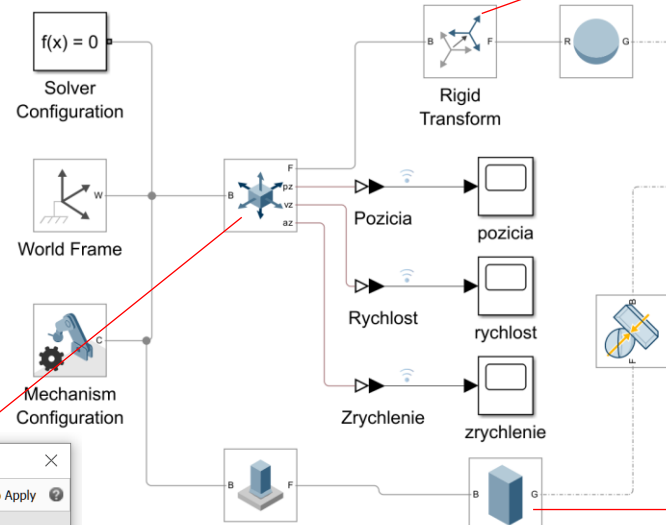 f(x) = 0
Solver
Configuration
B
F
Rigid
Transform
R
G
W
World Frame
B
F
pz
vz
az
Pozicia
pozicia
Rychlost
rychlost
C
Mechanism
Configuration
Zrychlenie
zrychlenie
B
F
Apply
B
F
B
G